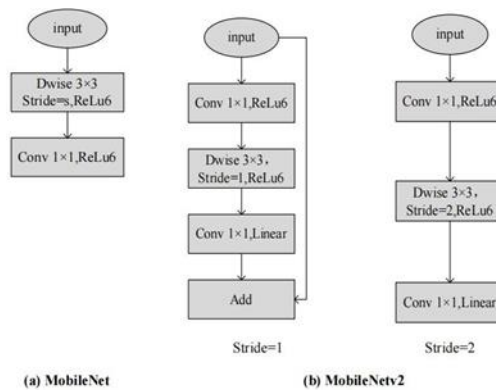 input
Dwise 3×3
Stride=s,ReLu6
Conv 1×1,ReLu6
(a) MobileNet
input
Conv 1×1,ReLu6
Dwise 3×3,
Stride=1,ReLu6
Conv 1×1,Linear
Add
Stride=1
input
Conv 1×1,ReLu6
Dwise 3×3,
Stride=2,ReLu6
Conv 1×1,Linear
Stride=2
(b) MobileNetv2